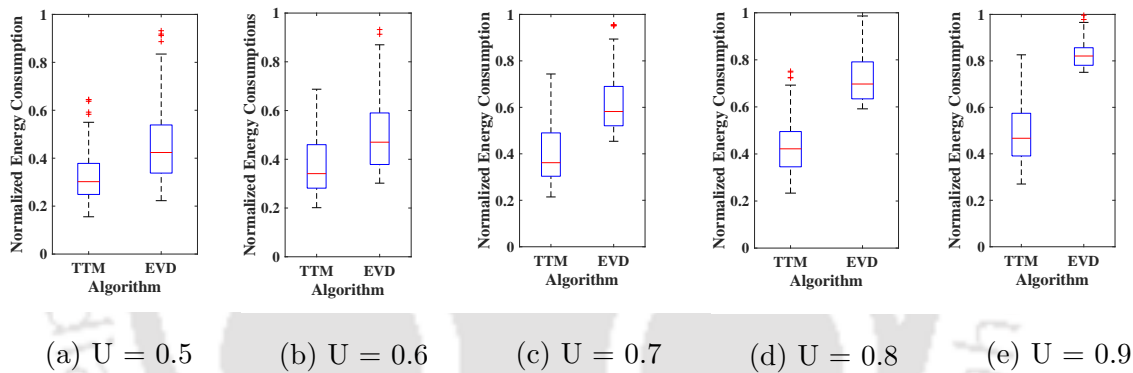 Normalized Energy Consumption
1
0.8
0.6
0.4
0.2
0
TTM EVD
Algorithm
(a) U = 0.5
Normalized Energy Consumptions
1
0.8
0.6
0.4
0.2
0
TTM EVD
Algorithm
(b) U = 0.6
Normalized Energy Consumption
1
0.8
0.6
0.4
0.2
0
TTM EVD
Algorithm
(c) U = 0.7
Normalized Energy Consumption
1
0.8
0.6
0.4
0.2
0
TTM EVD
Algorithm
(d) U = 0.8
Normalized Energy Consumption
1
0.8
0.6
0.4
0.2
0
TTM EVD
Algorithm
(e) U = 0.9